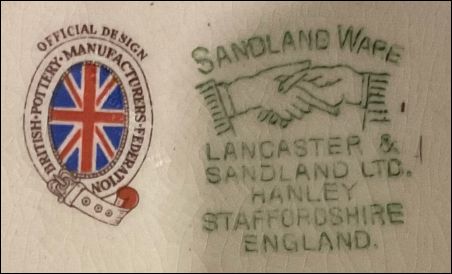 OFFICIAL DESIGN
BRITISH · POTTERY · MANUFACTURERS · FEDERATION
SANDLAND WARE
LANCASTER &
SANDLAND LTD.
HANLEY
STAFFORDSHIRE
ENGLAND.